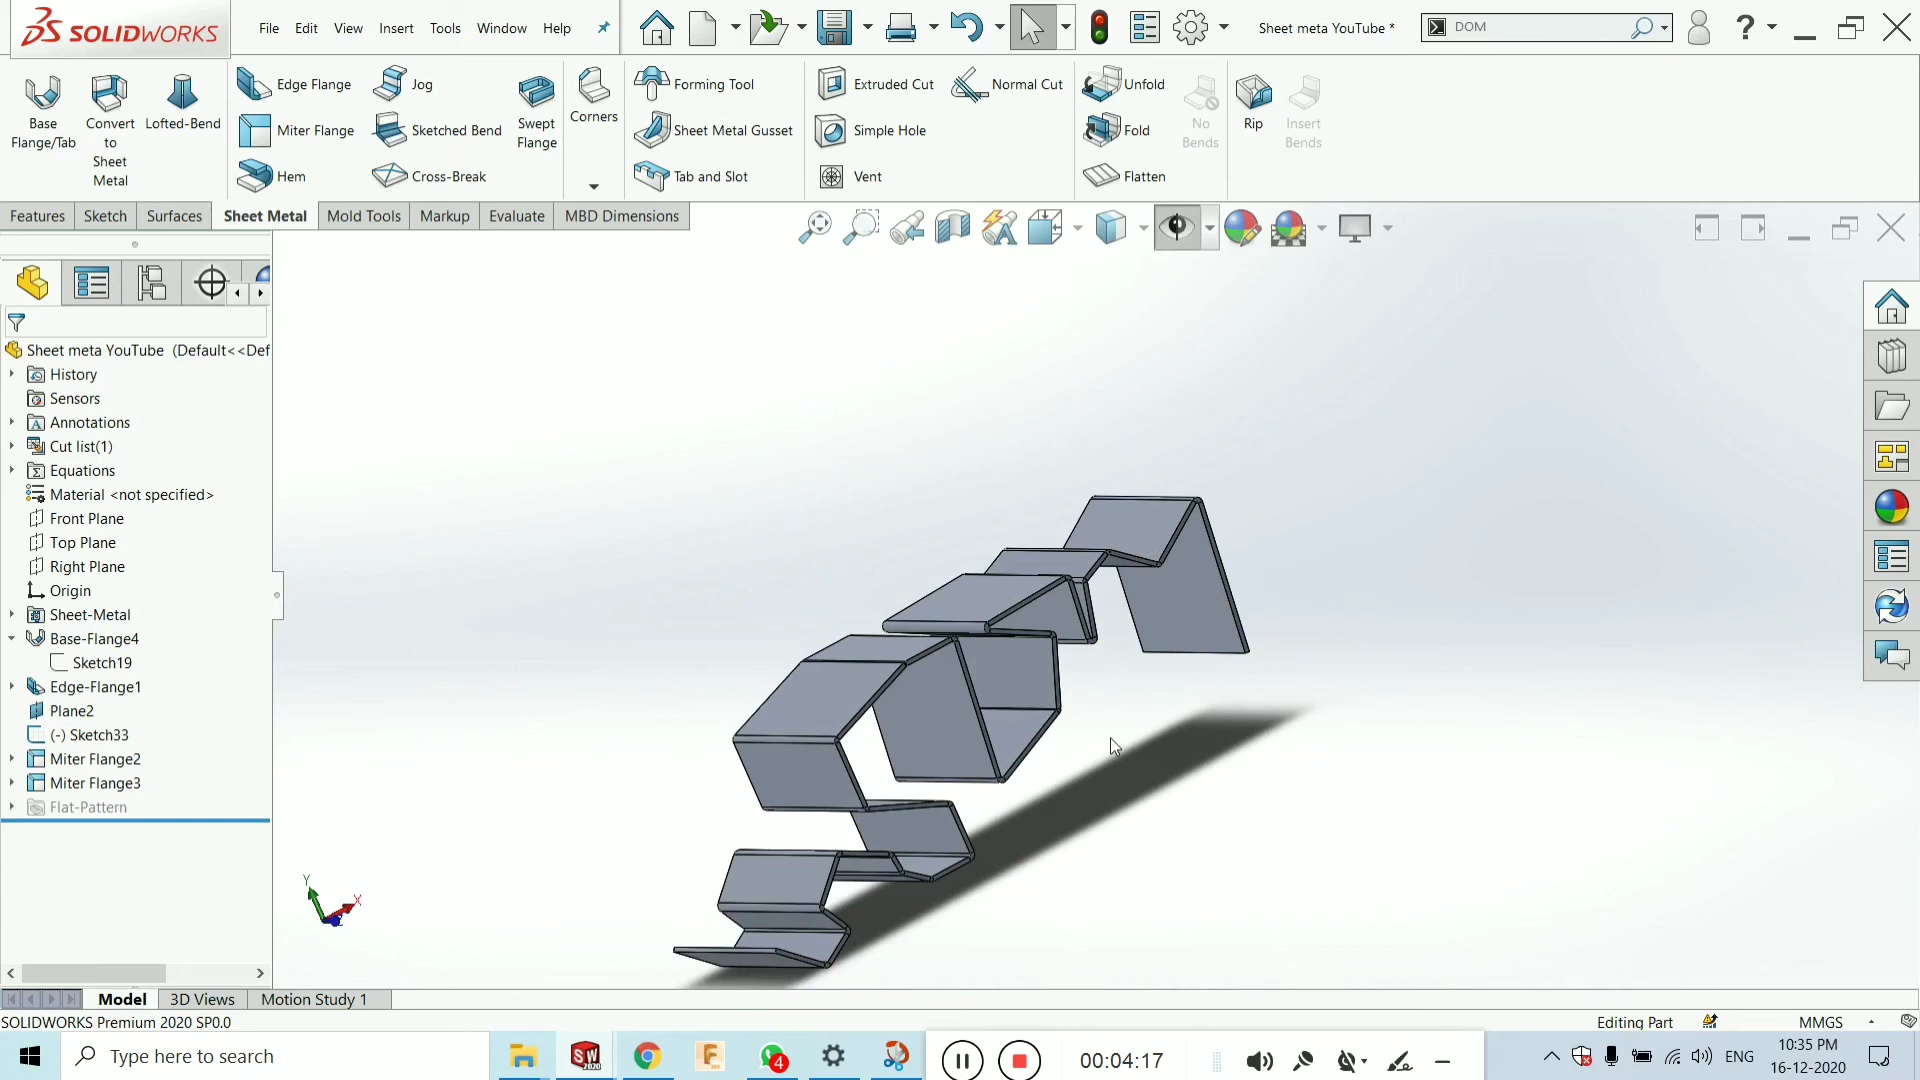 SOLIDWORKS
File Edit View Insert Tools Window Help
Sheet meta YouTube *
DOM
?
Base Flange/Tab
Convert to Sheet Metal
Lofted-Bend
Edge Flange
Miter Flange
Hem
Jog
Sketched Bend
Cross-Break
Swept Flange
Corners
Forming Tool
Sheet Metal Gusset
Tab and Slot
Extruded Cut
Simple Hole
Vent
Normal Cut
Unfold
Fold
Flatten
No Bends
Rip
Insert Bends
Features Sketch Surfaces Sheet Metal Mold Tools Markup Evaluate MBD Dimensions
Sheet meta YouTube (Default<<Def
History
Sensors
Annotations
Cut list(1)
Equations
Material <not specified>
Front Plane
Top Plane
Right Plane
Origin
Sheet-Metal
Base-Flange4
Sketch19
Edge-Flange1
Plane2
(-) Sketch33
Miter Flange2
Miter Flange3
Flat-Pattern
Y
X
Model 3D Views Motion Study 1
SOLIDWORKS Premium 2020 SP0.0
Editing Part
MMGS
Type here to search
SW
2020
F
4
00:04:17
ENG
10:35 PM
16-12-2020